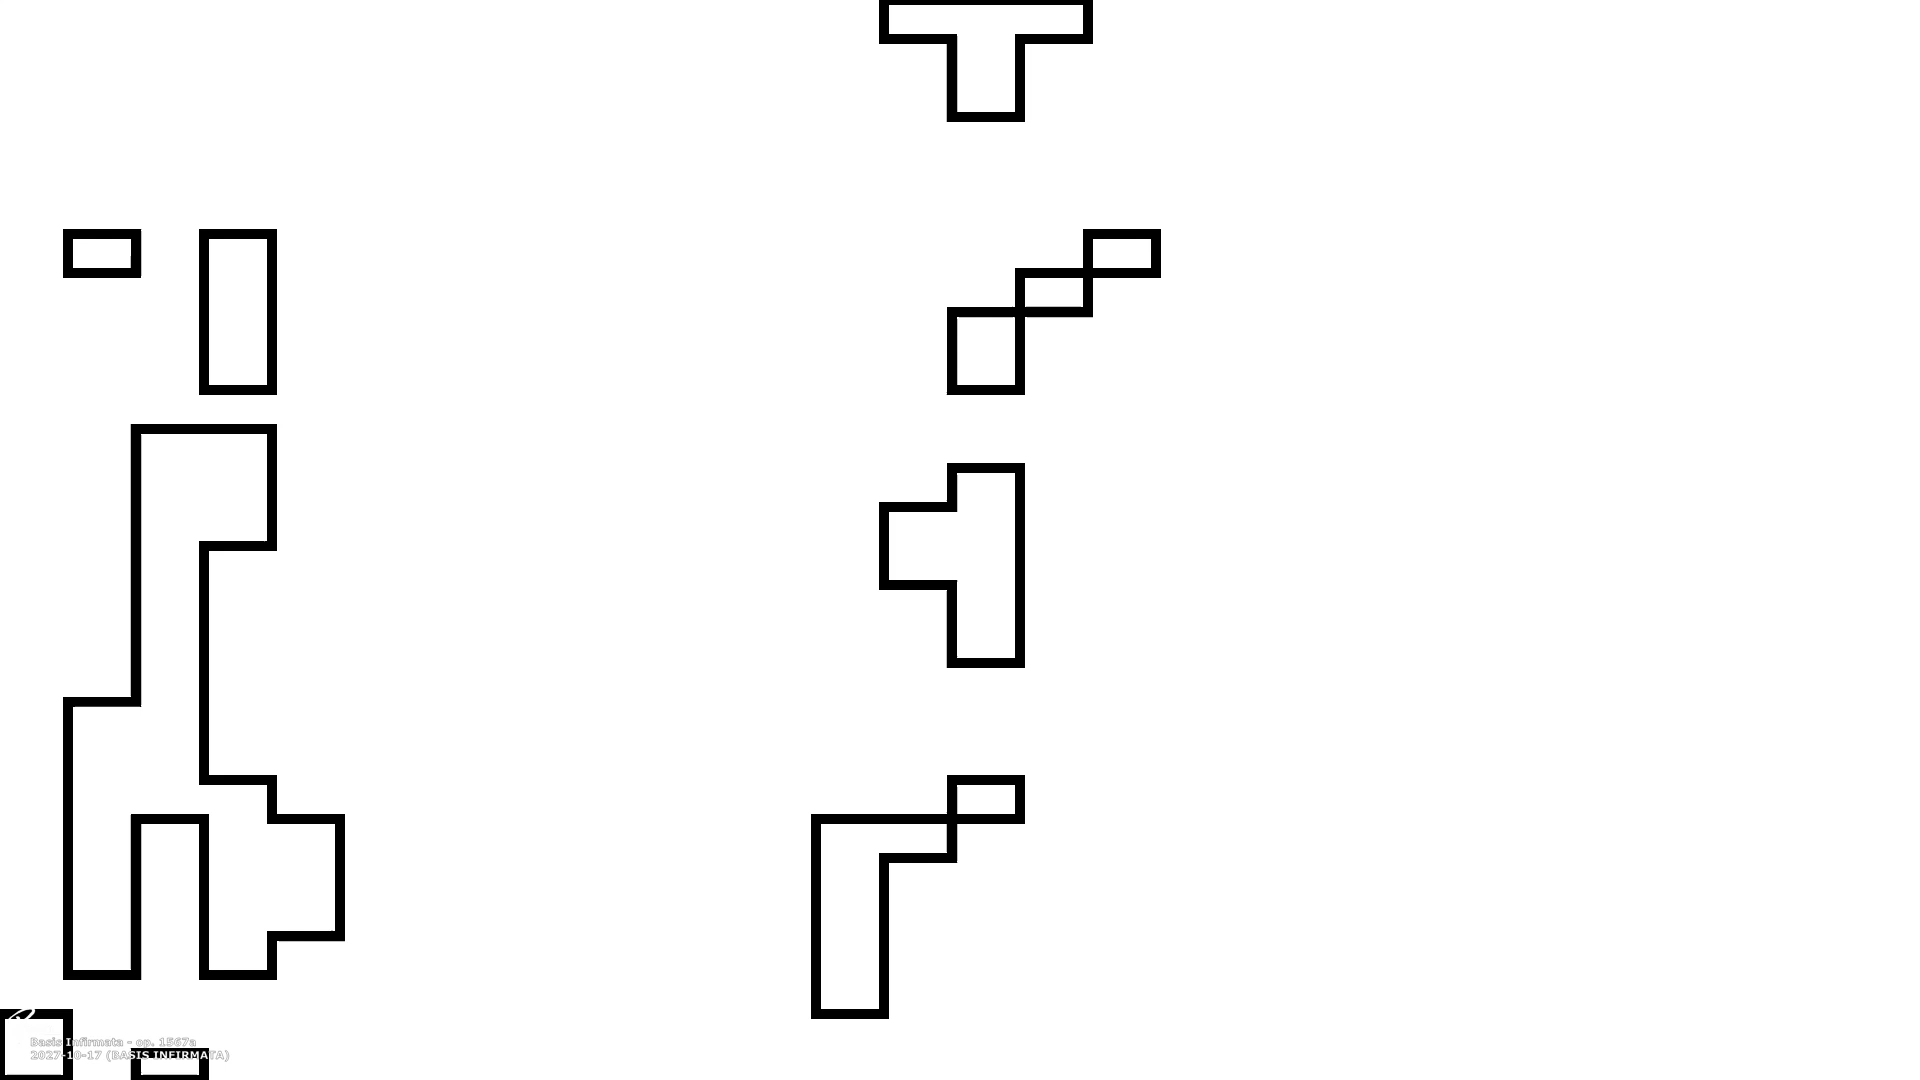 Basis Infirmata - op. 1567a
2027-10-17 (BASIS INFIRMATA)